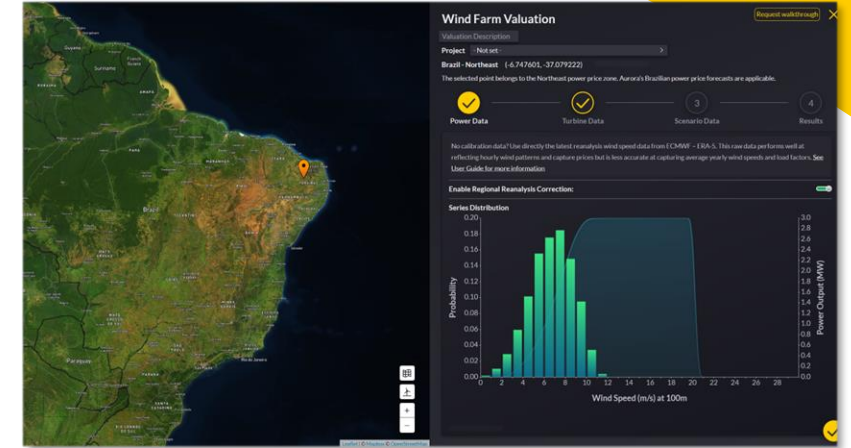 Wind Farm Valuation
Request walkthrough
Valuation Description
Project - Not set -
Brazil - Northeast (-6.747601, -37.079222)
The selected point belongs to the Northeast power price zone, Aurora's Brazilian power price forecasts are applicable.
3
4
Power Data
Turbine Data
Scenario Data
Results
No calibration data? Use directly the latest reanalysis wind speed data from ECMWF - ERA-5. This raw data performs well at
reflecting hourly wind patterns and capture prices but is less accurate at capturing average yearly wind speeds and load factors. See
User Guide for more information
Enable Regional Reanalysis Correction:
Series Distribution
Probability
0.20
0.18
0.16
0.14
0.12
0.10
0.08
0.06
0.04
0.02
0.00
0 2 4 6 8 10 12 14 16 18 20 22 24 26 28
Wind Speed (m/s) at 100m
3.0
2.8
2.6
2.4
2.2
2.0
1.8
1.6
1.4
1.2
1.0
0.8
0.6
0.4
0.2
0.0
Power Output (MW)
Guyana
Suriname
French
Guiana
Brazil
Paraguay
+
-
Leaflet | © Mapbox © OpenStreetMap